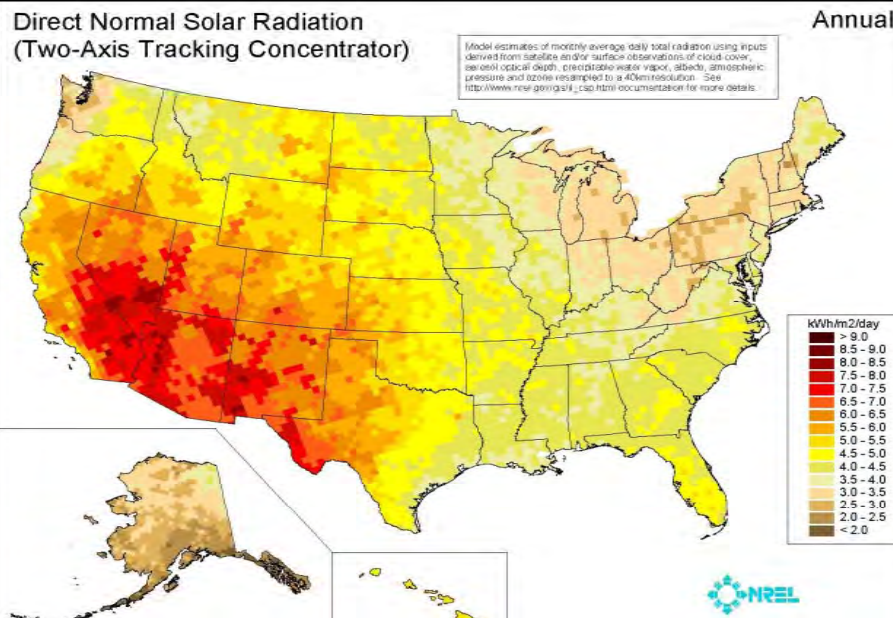 Direct Normal Solar Radiation
(Two-Axis Tracking Concentrator)
Annual
Model estimates of monthly average daily total radiation using inputs
derived from satellite and/or surface observations of cloud cover,
aerosol optical depth, precipitable water vapor, albedo, atmospheric
pressure and ozone resampled to a 40km resolution. See
documentation for more details.
kWh/m2/day
> 9.0
8.5 - 9.0
8.0 - 8.5
7.5 - 8.0
7.0 - 7.5
6.5 - 7.0
6.0 - 6.5
5.5 - 6.0
5.0 - 5.5
4.5 - 5.0
4.0 - 4.5
3.5 - 4.0
3.0 - 3.5
2.5 - 3.0
2.0 - 2.5
< 2.0
NREL